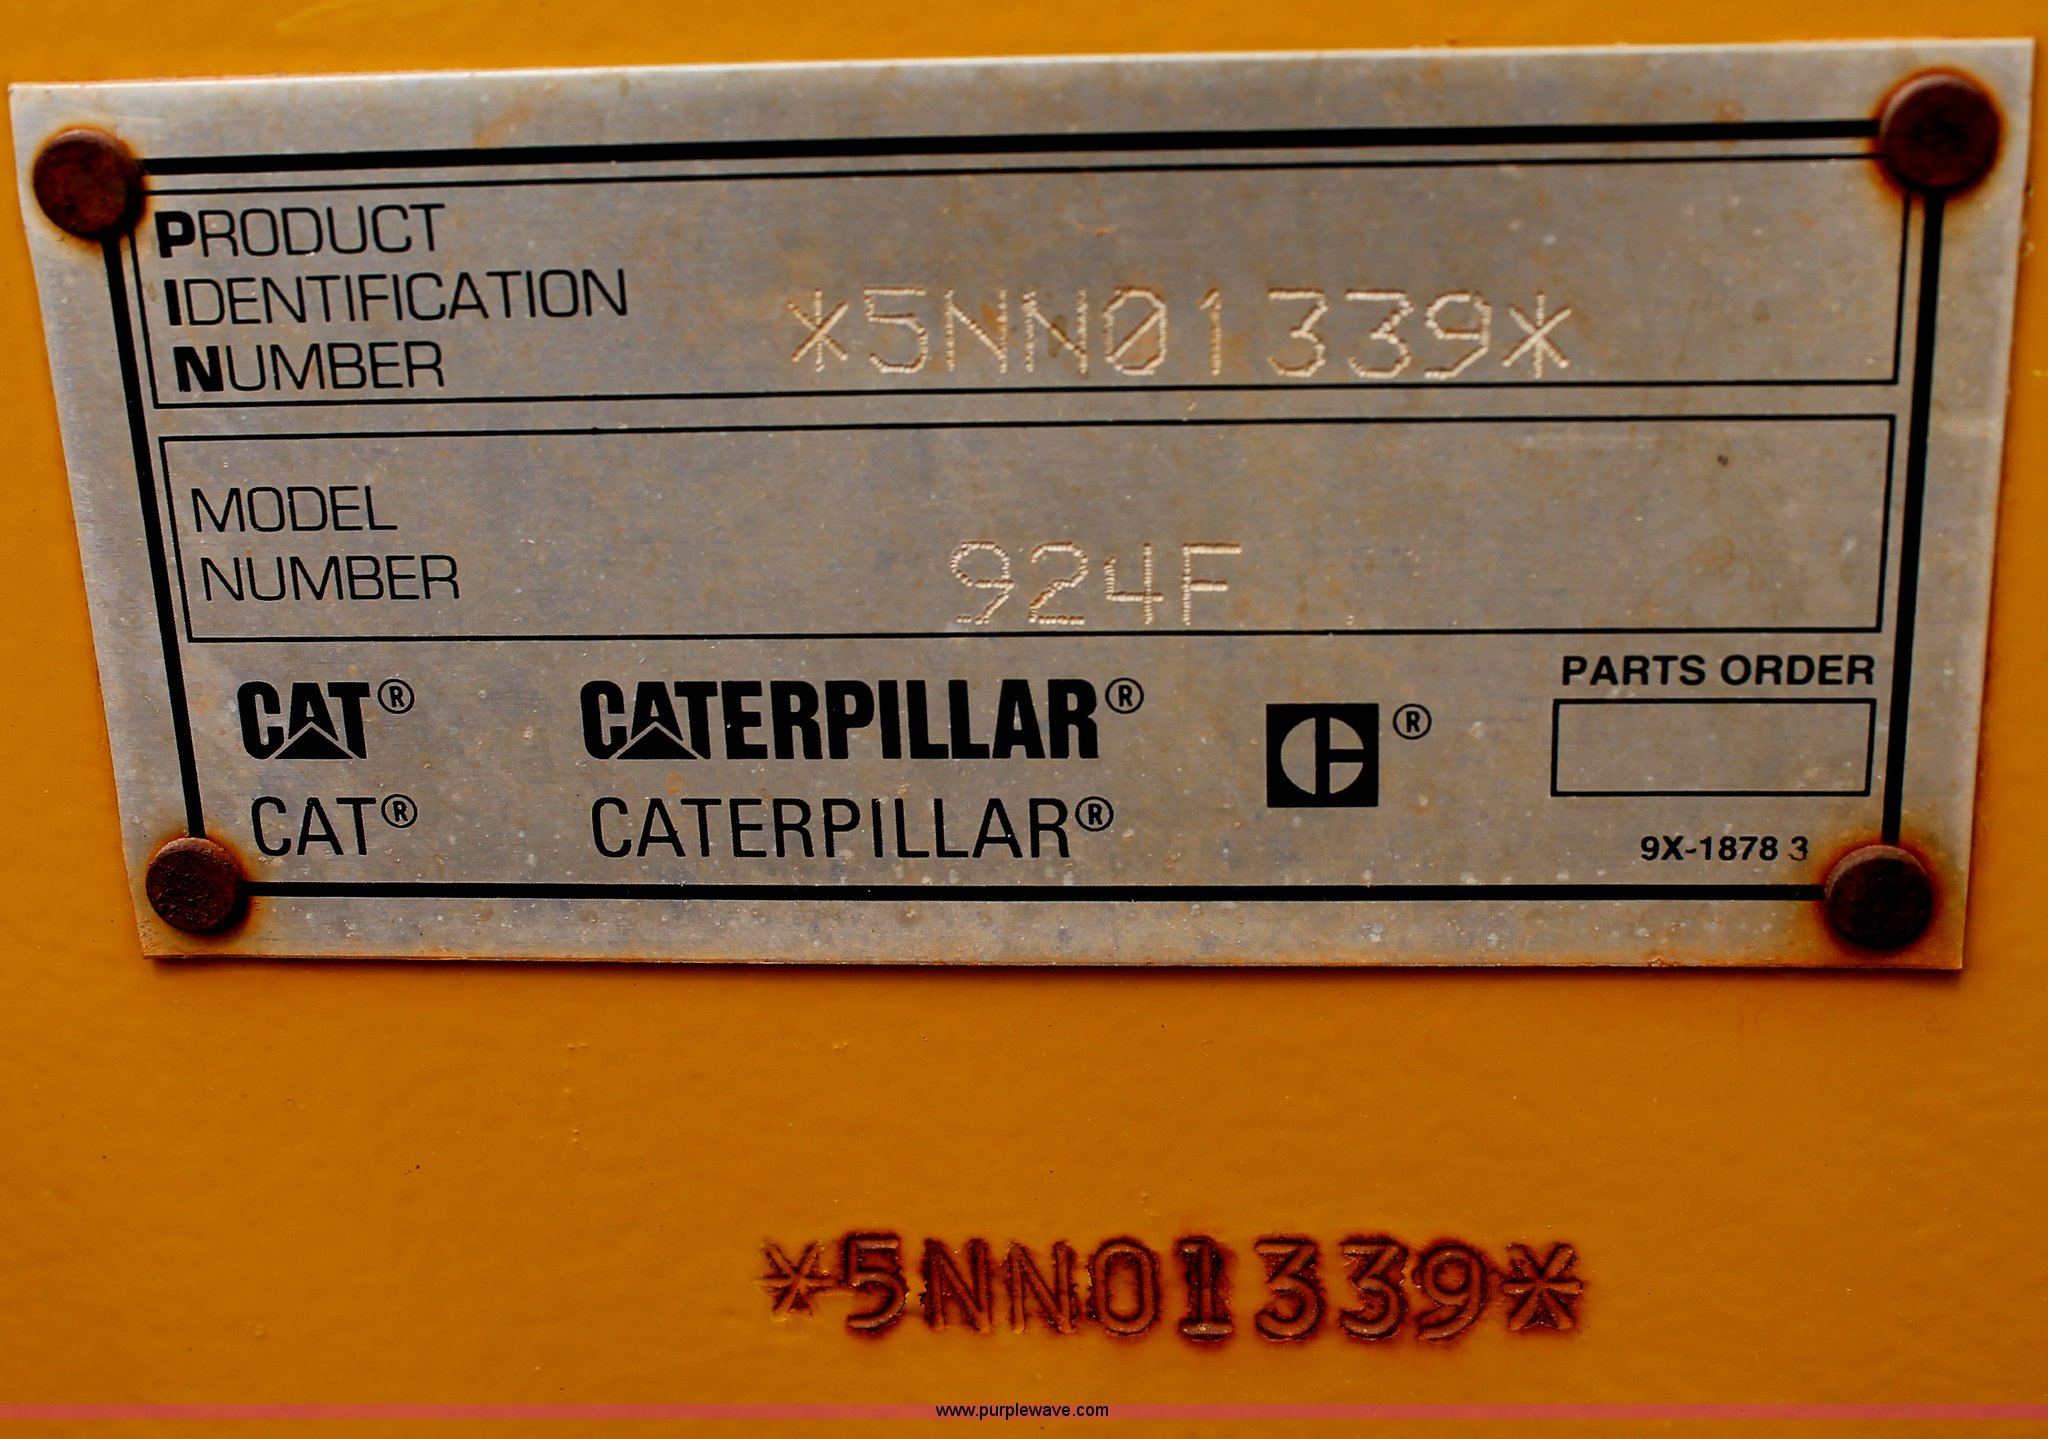 PRODUCT
IDENTIFICATION
NUMBER
*5NN01339*
MODEL
NUMBER
924F
CAT® CATERPILLAR® ®
PARTS ORDER
CAT® CATERPILLAR®
9X-1878 3
*5NN01339*
www.purplewave.com